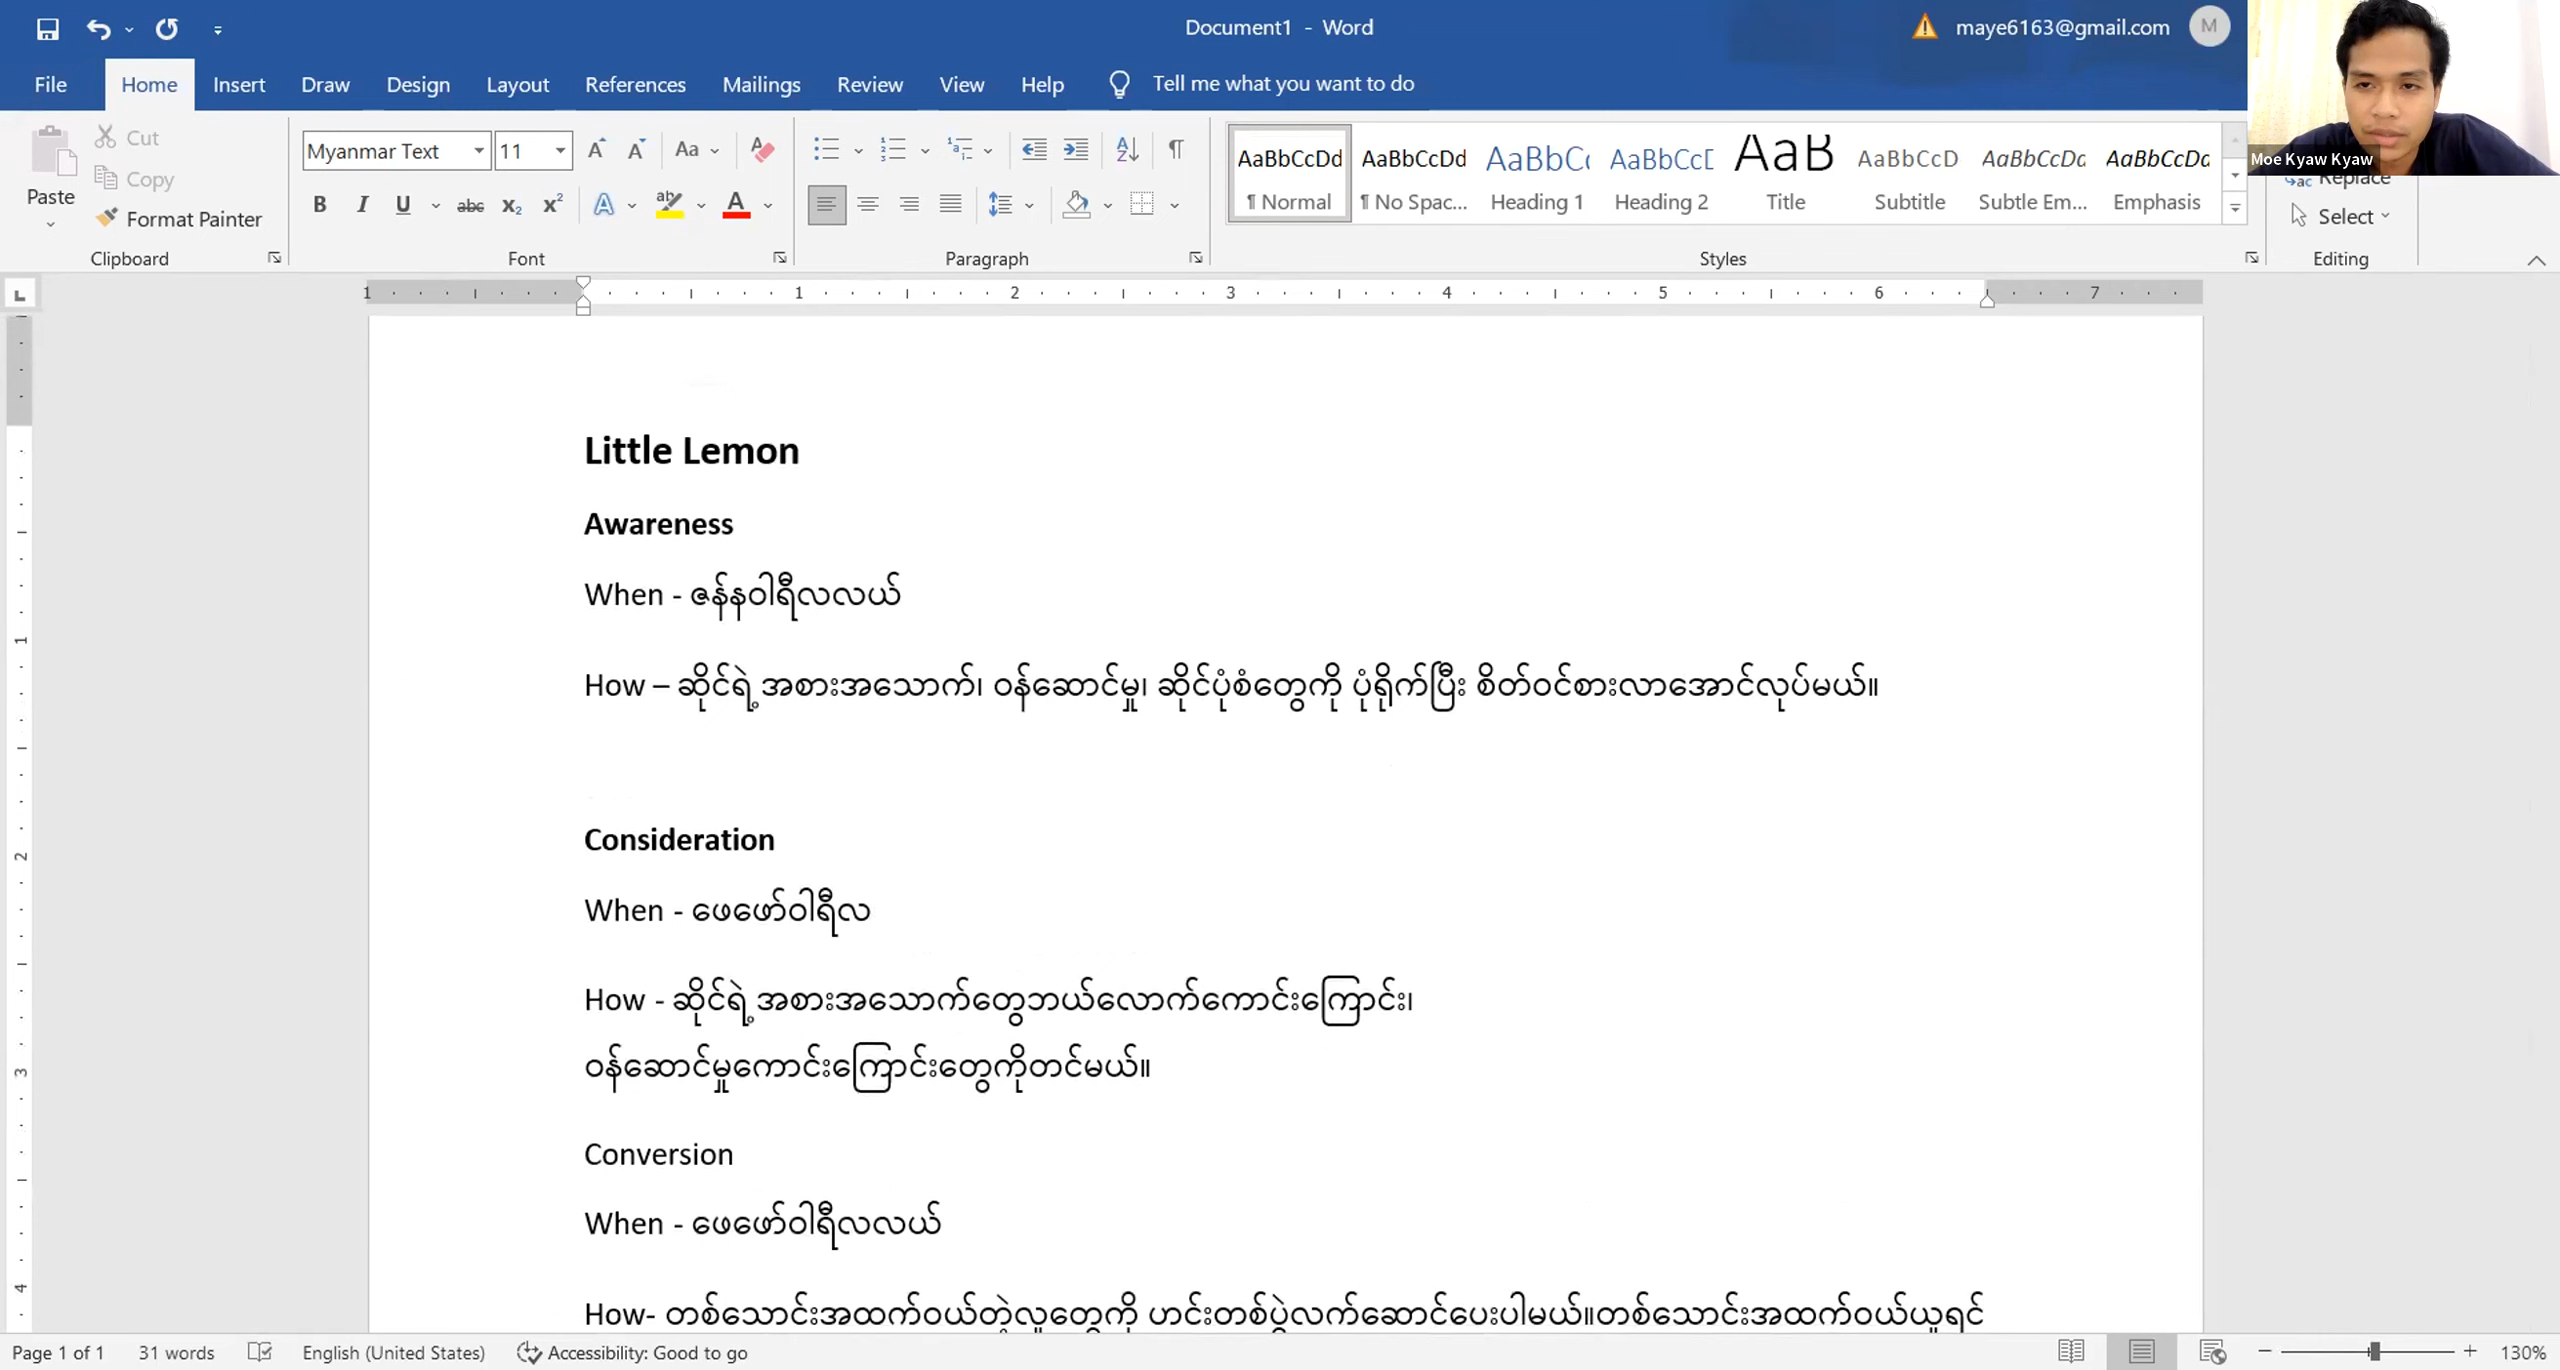 Document1 - Word
maye6163@gmail.com
M
File Home Insert Draw Design Layout References Mailings Review View Help Tell me what you want to do
Moe Kyaw Kyaw
Paste
Cut
Copy
Format Painter
Clipboard
Myanmar Text 11
Font
Paragraph
AaBbCcDd AaBbCcDd AaBbC AaBbCcD AaB AaBbCcD AaBbCcDd AaBbCcDd
¶ Normal ¶ No Spac... Heading 1 Heading 2 Title Subtitle Subtle Em... Emphasis
Styles
Replace
Select
Editing
1 1 2 3 4 5 6 7
Little Lemon
Awareness
When - ဇန်နဝါရီလလယ်
How – ဆိုင်ရဲ့အစားအသောက်၊ ဝန်ဆောင်မှု၊ ဆိုင်ပုံစံတွေကို ပုံရိုက်ပြီး စိတ်ဝင်စားလာအောင်လုပ်မယ်။
Consideration
When - ဖေဖော်ဝါရီလ
How - ဆိုင်ရဲ့အစားအသောက်တွေဘယ်လောက်ကောင်းကြောင်း၊
ဝန်ဆောင်မှုကောင်းကြောင်းတွေကိုတင်မယ်။
Conversion
When - ဖေဖော်ဝါရီလလယ်
How- တစ်သောင်းအထက်ဝယ်တဲ့လူတွေကို ဟင်းတစ်ပွဲလက်ဆောင်ပေးပါမယ်။တစ်သောင်းအထက်ဝယ်ယူရင်
Page 1 of 1 31 words English (United States) Accessibility: Good to go 130%